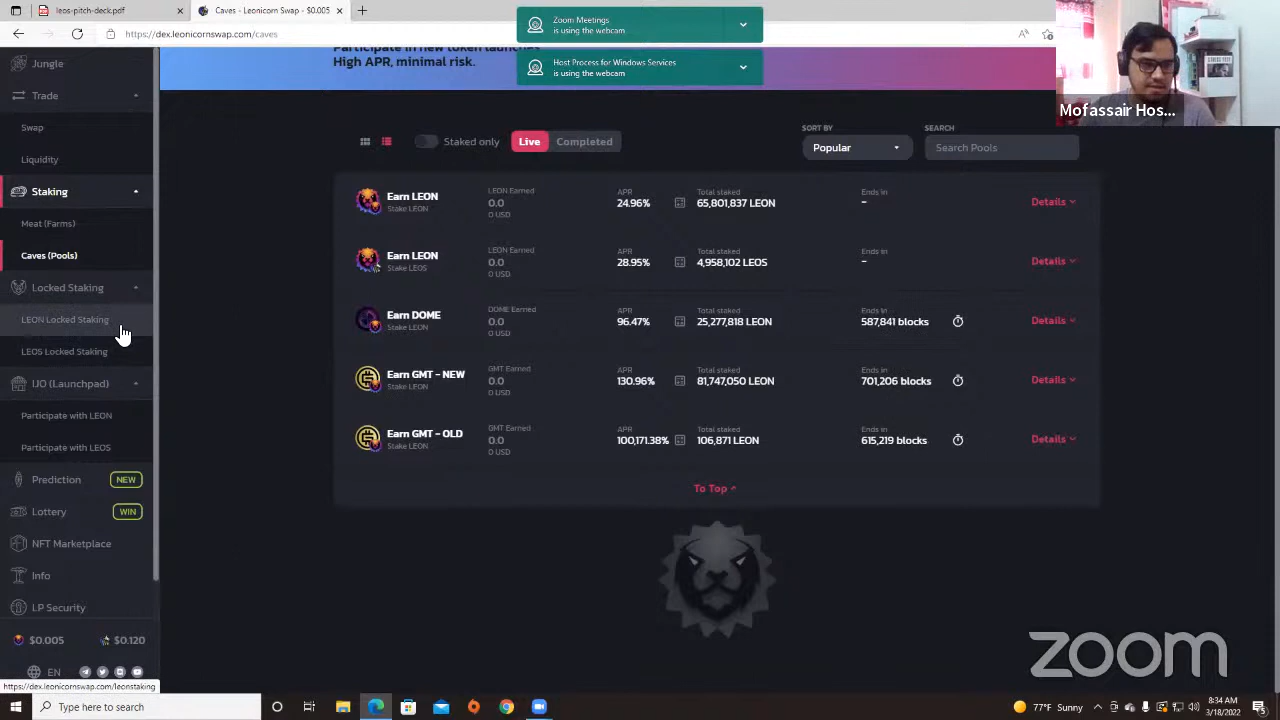 leos-pitch-deck.pdf
Caves - Leonicorn Swap - $0.005
https://dex.leonicornswap.com/caves
Zoom Meetings
is using the webcam
Host Process for Windows Services
is using the webcam
Mofassair Hos...
Participate in new token launches
High APR, minimal risk.
Jungle
Trade
Swap
Liquidity
Staking
Meat (Farms)
Caves (Pools)
Locked Staking
LEON Locked Staking
LEOS Locked Staking
IJO (Launchpad)
Participate with LEON
Participate with LEOS
Prediction NEW
Lottery WIN
NFT Marketplace
Info
LP Security
$0.005 $0.120
EN
https://dex.leonicornswap.com/leonstaking
Staked only Live Completed
SORT BY
Popular
SEARCH
Search Pools
Earn LEON
Stake LEON
LEON Earned
0.0
0 USD
APR
24.96%
Total staked
65,801,837 LEON
Ends in
-
Details
Earn LEON
Stake LEOS
LEON Earned
0.0
0 USD
APR
28.95%
Total staked
4,958,102 LEOS
Ends in
-
Details
Earn DOME
Stake LEON
DOME Earned
0.0
0 USD
APR
96.47%
Total staked
25,277,818 LEON
Ends in
587,841 blocks
Details
Earn GMT - NEW
Stake LEON
GMT Earned
0.0
0 USD
APR
130.96%
Total staked
81,747,050 LEON
Ends in
701,206 blocks
Details
Earn GMT - OLD
Stake LEON
GMT Earned
0.0
0 USD
APR
100,171.38%
Total staked
106,871 LEON
Ends in
615,219 blocks
Details
To Top
zoom
Type here to search
77°F Sunny
8:34 AM
3/18/2022